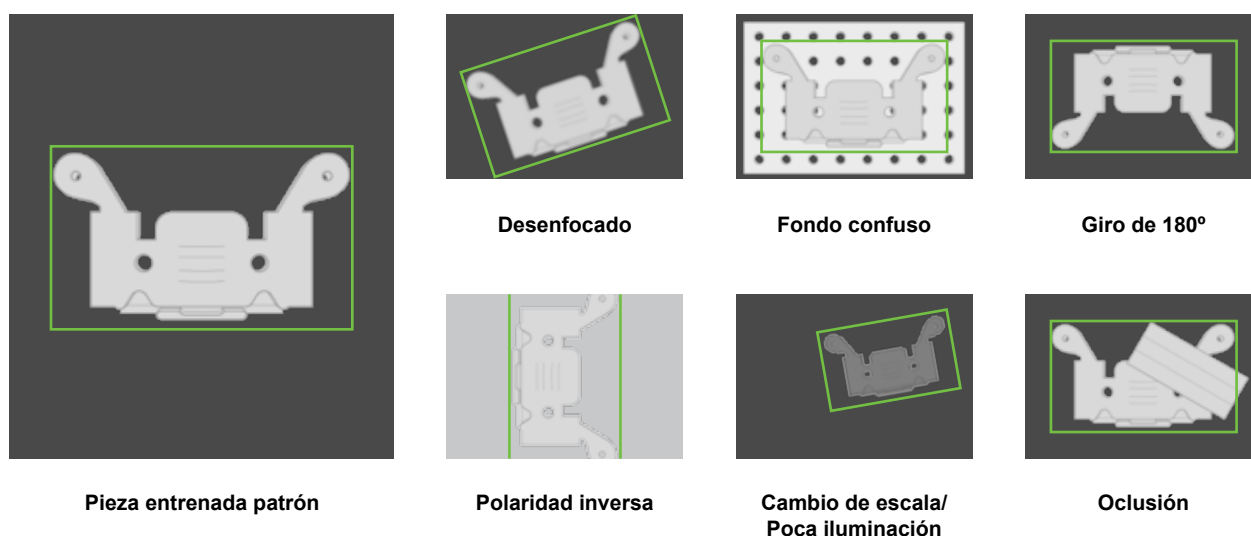 Desenfocado
Fondo confuso
Giro de 180º
Pieza entrenada patrón
Polaridad inversa
Cambio de escala/
Poca iluminación
Oclusión